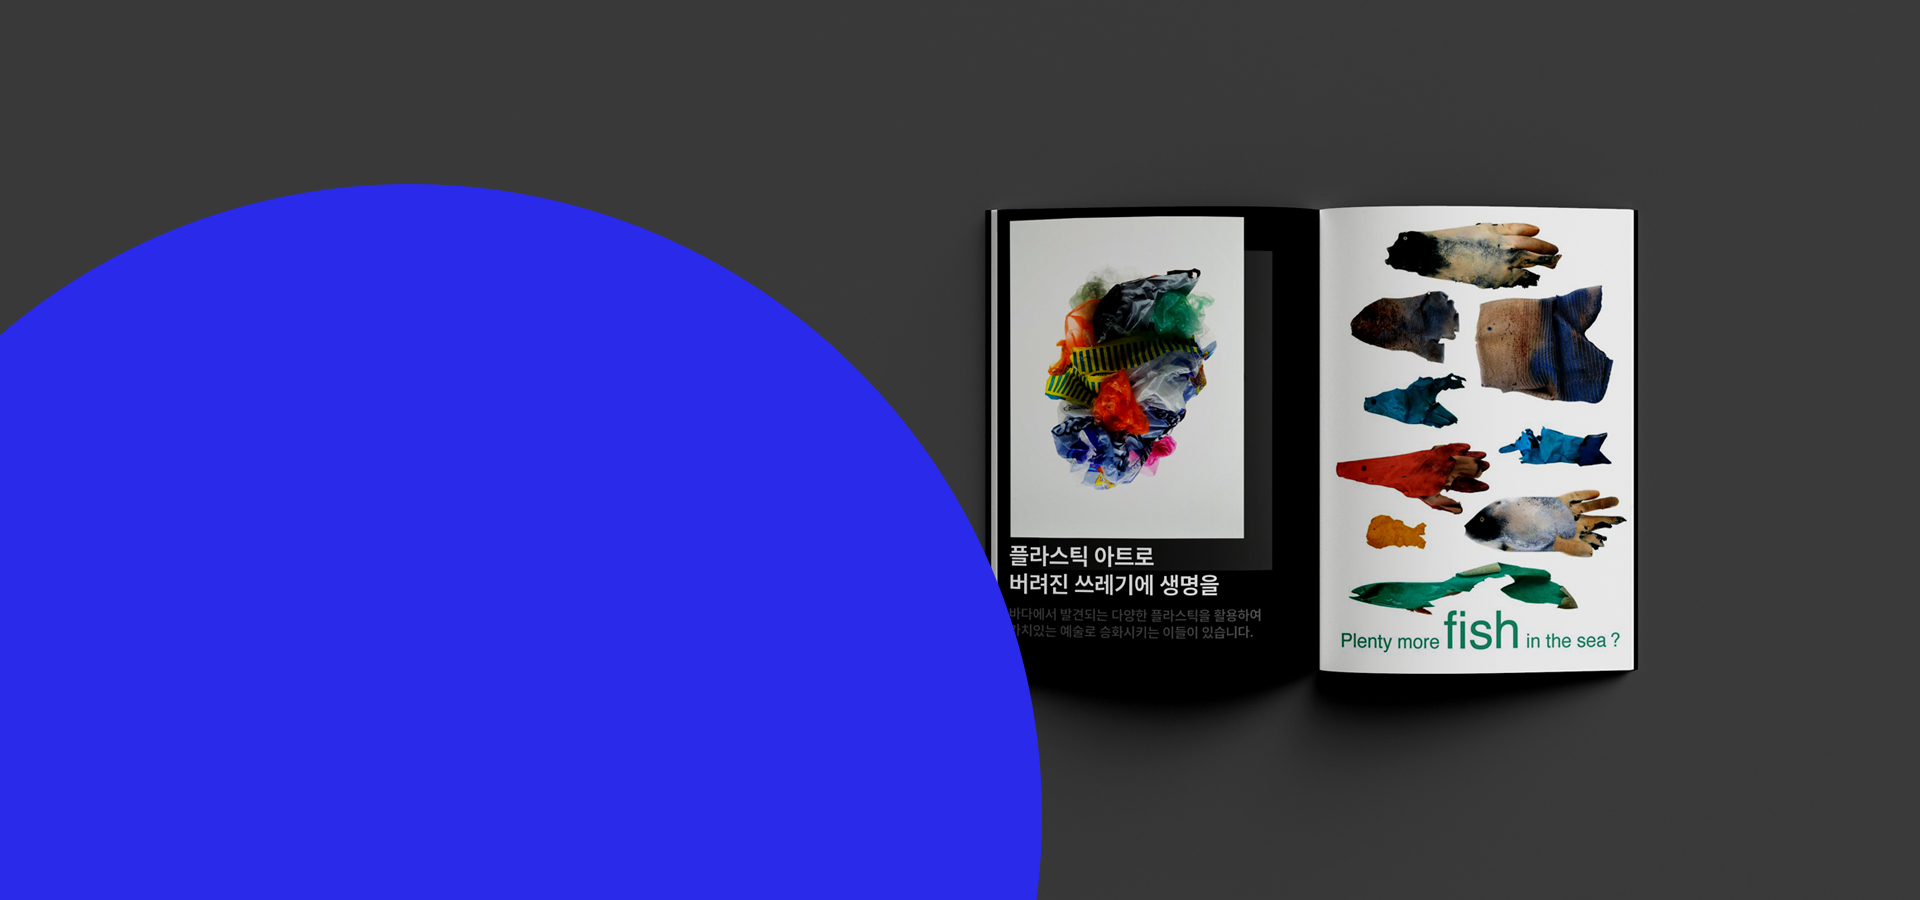 플라스틱 아트로
버려진 쓰레기에 생명을
바다에서 발견되는 다양한 플라스틱을 활용하여
가치있는 예술로 승화시키는 이들이 있습니다.
Plenty more fish in the sea ?